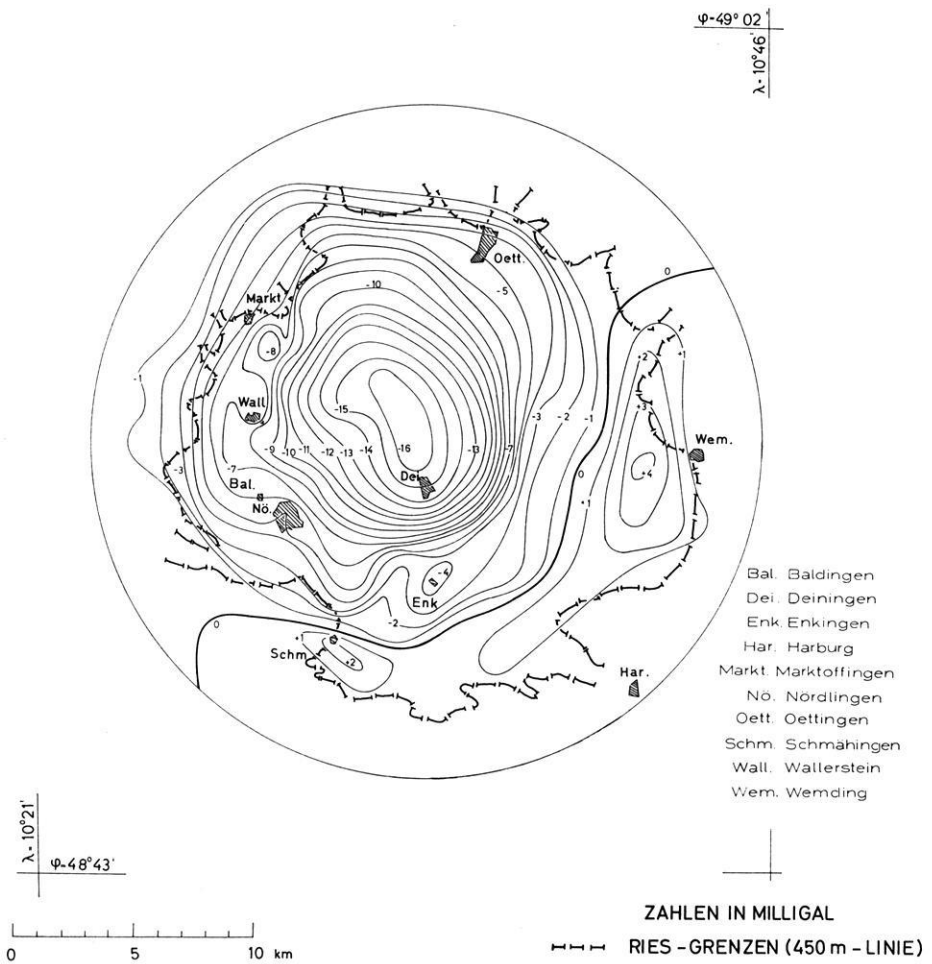 φ-49° 02'
λ-10°46'
0
Oett.
-5
-10
Markt
+1
+2
-8
-1
+3
-15
Wall
-3
-2
-1
Wem.
-9
-10
-11
-12
-13
-14
-16
-13
-7
0
+4
-3
-7
Dei
Bal.
Nö.
+1
-4
Enk
-2
0
+1
Schm
+2
Har.
Bal. Baldingen
Dei. Deiningen
Enk. Enkingen
Har. Harburg
Markt. Marktoffingen
Nö. Nördlingen
Oett. Oettingen
Schm. Schmähingen
Wall. Wallerstein
Wem. Wemding
λ-10°21'
φ-48°43'
ZAHLEN IN MILLIGAL
RIES-GRENZEN (450 m - LINIE)
0 5 10 km